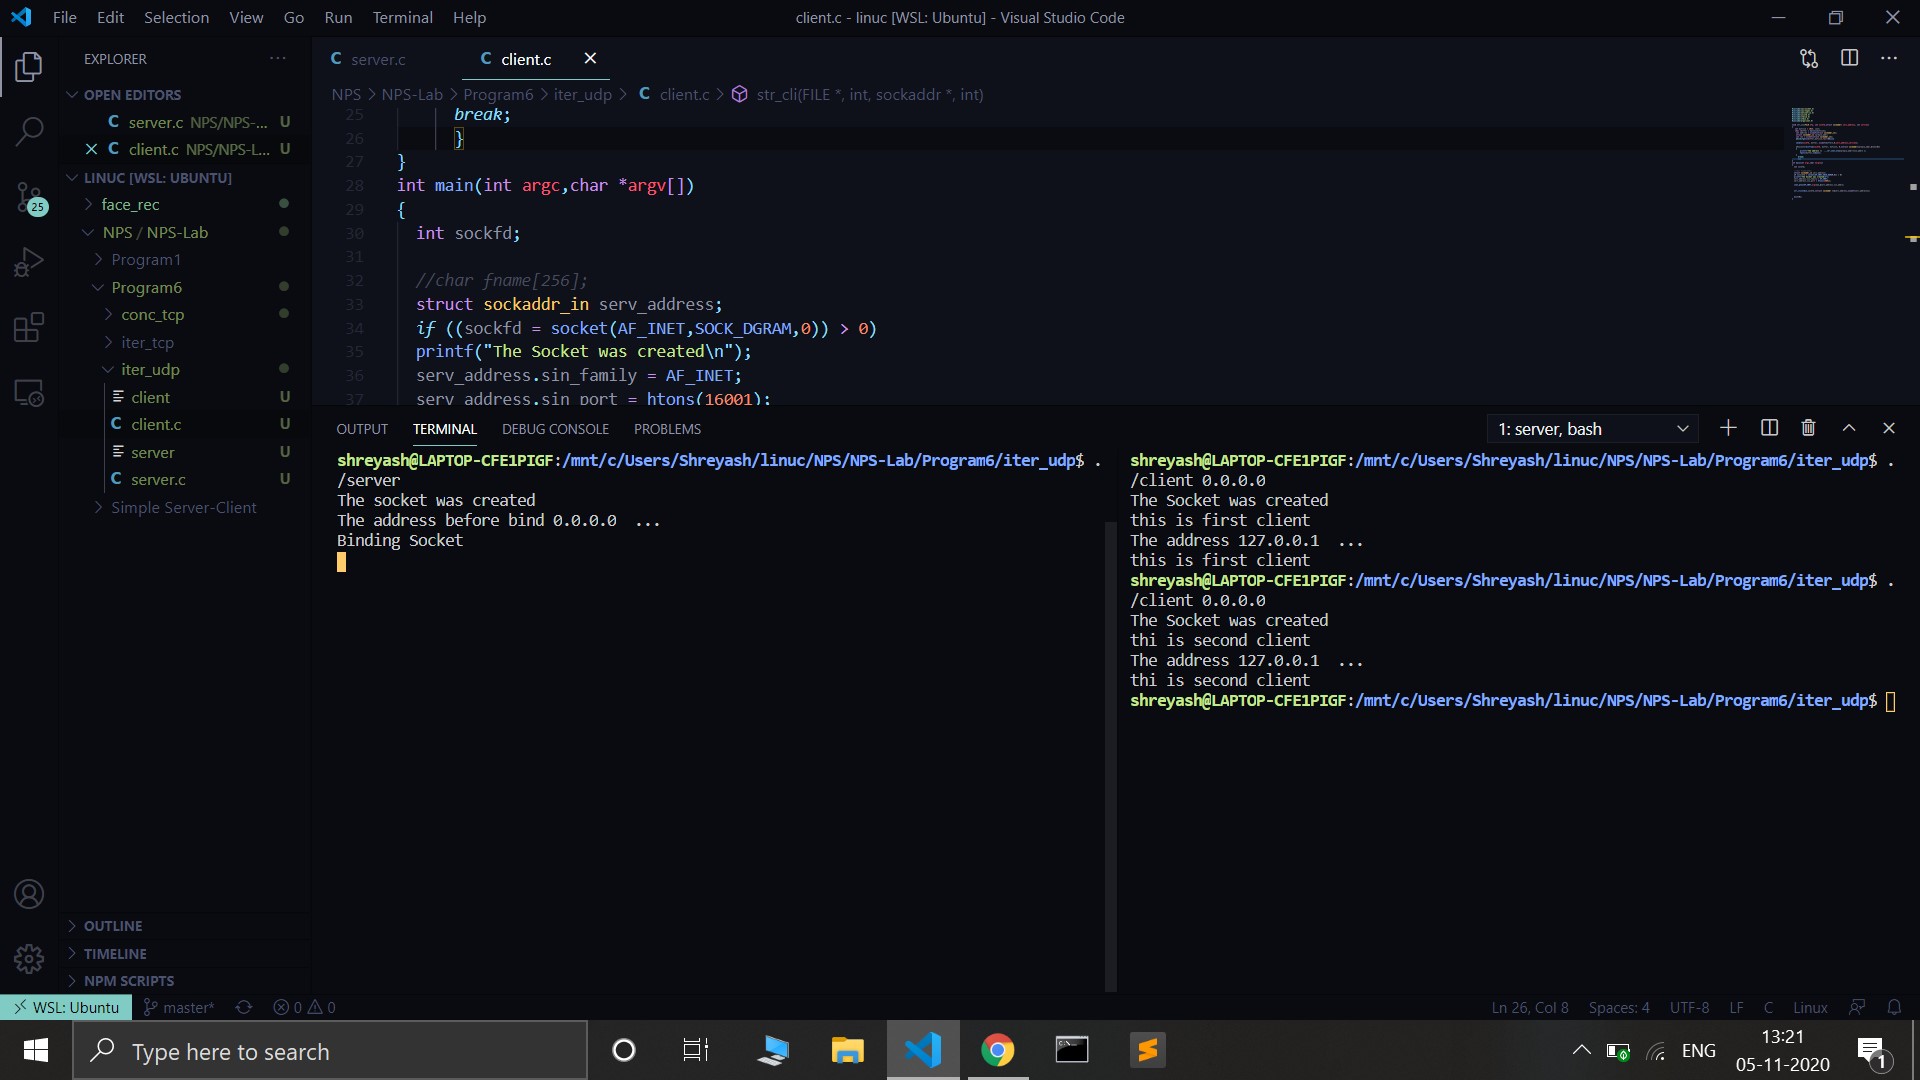 File Edit Selection View Go Run Terminal Help
client.c - linuc [WSL: Ubuntu] - Visual Studio Code
EXPLORER
OPEN EDITORS
C server.c NPS/NPS-... U
C client.c NPS/NPS-L... U
LINUC [WSL: UBUNTU]
25
face_rec
NPS / NPS-Lab
Program1
Program6
conc_tcp
iter_tcp
iter_udp
client U
C client.c U
server U
C server.c U
Simple Server-Client
OUTLINE
TIMELINE
NPM SCRIPTS
C server.c
C client.c
NPS > NPS-Lab > Program6 > iter_udp > C client.c > str_cli(FILE *, int, sockaddr *, int)
25 break;
26 }
27 }
28 int main(int argc,char *argv[])
29 {
30 int sockfd;
31
32 //char fname[256];
33 struct sockaddr_in serv_address;
34 if ((sockfd = socket(AF_INET,SOCK_DGRAM,0)) > 0)
35 printf("The Socket was created\n");
36 serv_address.sin_family = AF_INET;
37 serv_address.sin_port = htons(16001);
OUTPUT TERMINAL DEBUG CONSOLE PROBLEMS
1: server, bash
shreyash@LAPTOP-CFE1PIGF:/mnt/c/Users/Shreyash/linuc/NPS/NPS-Lab/Program6/iter_udp$ .
/server
The socket was created
The address before bind 0.0.0.0 ...
Binding Socket
shreyash@LAPTOP-CFE1PIGF:/mnt/c/Users/Shreyash/linuc/NPS/NPS-Lab/Program6/iter_udp$ .
/client 0.0.0.0
The Socket was created
this is first client
The address 127.0.0.1 ...
this is first client
shreyash@LAPTOP-CFE1PIGF:/mnt/c/Users/Shreyash/linuc/NPS/NPS-Lab/Program6/iter_udp$ .
/client 0.0.0.0
The Socket was created
thi is second client
The address 127.0.0.1 ...
thi is second client
shreyash@LAPTOP-CFE1PIGF:/mnt/c/Users/Shreyash/linuc/NPS/NPS-Lab/Program6/iter_udp$
WSL: Ubuntu master* 0 0
Ln 26, Col 8 Spaces: 4 UTF-8 LF C Linux
Type here to search
ENG
13:21
05-11-2020
1